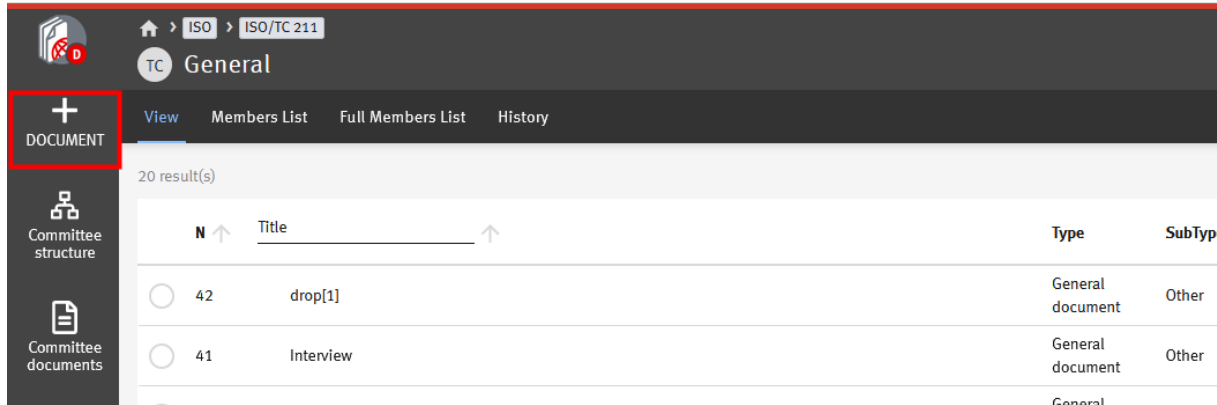 ISO > ISO/TC 211
D
TC General
DOCUMENT
View Members List Full Members List History
20 result(s)
Committee
structure
N Title Type SubTyp
42 drop[1] General
document Other
Committee
documents
41 Interview General
document Other
General